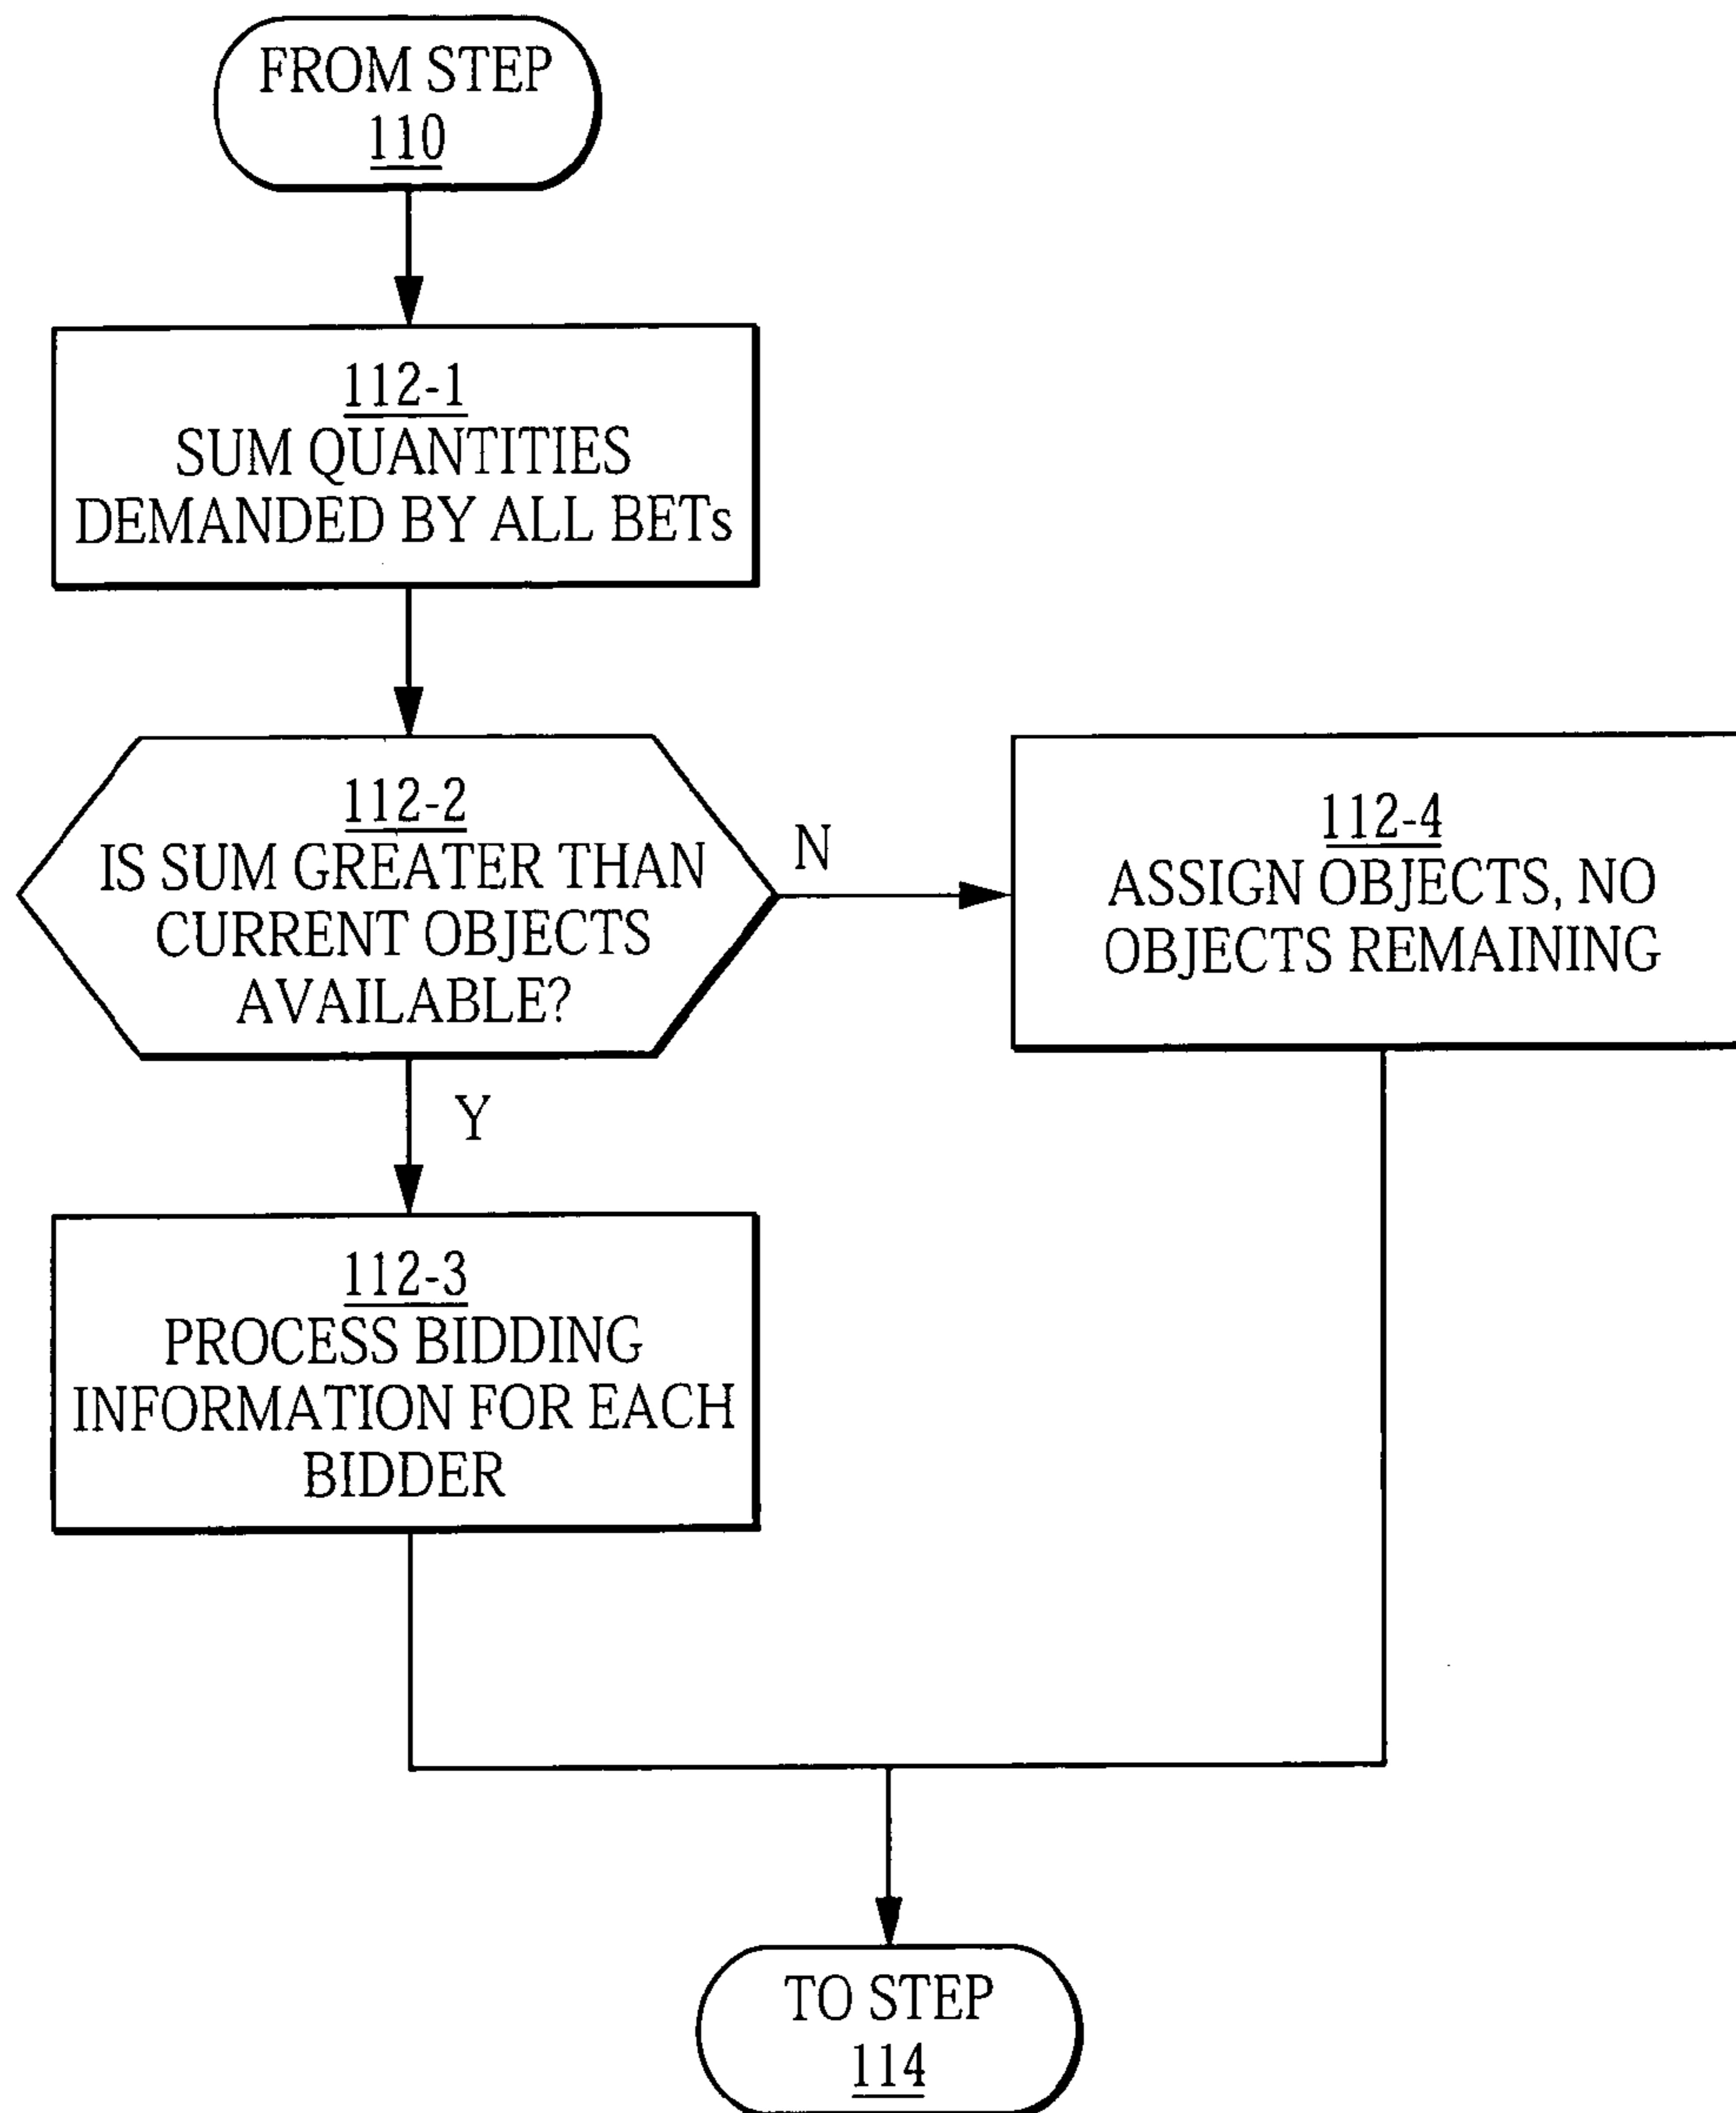 FROM STEP
110
112-1
SUM QUANTITIES
DEMANDED BY ALL BETs
112-2
IS SUM GREATER THAN
CURRENT OBJECTS
AVAILABLE?
N
112-4
ASSIGN OBJECTS, NO
OBJECTS REMAINING
Y
112-3
PROCESS BIDDING
INFORMATION FOR EACH
BIDDER
TO STEP
114